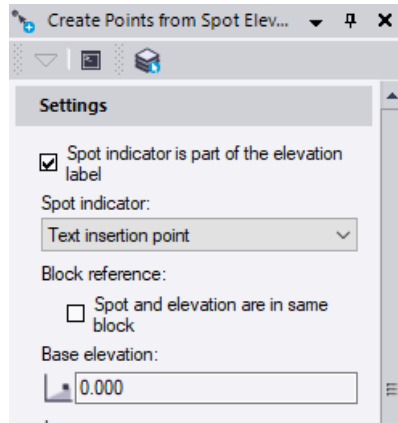 Create Points from Spot Elev...
Settings
Spot indicator is part of the elevation
label
Spot indicator:
Text insertion point
Block reference:
Spot and elevation are in same
block
Base elevation:
0.000